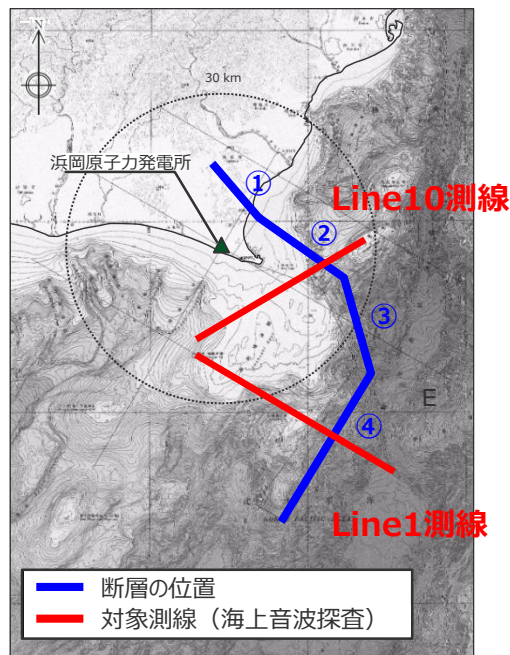 N
30 km
浜岡原子力発電所
①
Line10測線
②
③
E
④
Line1測線
断層の位置
対象測線（海上音波探査）